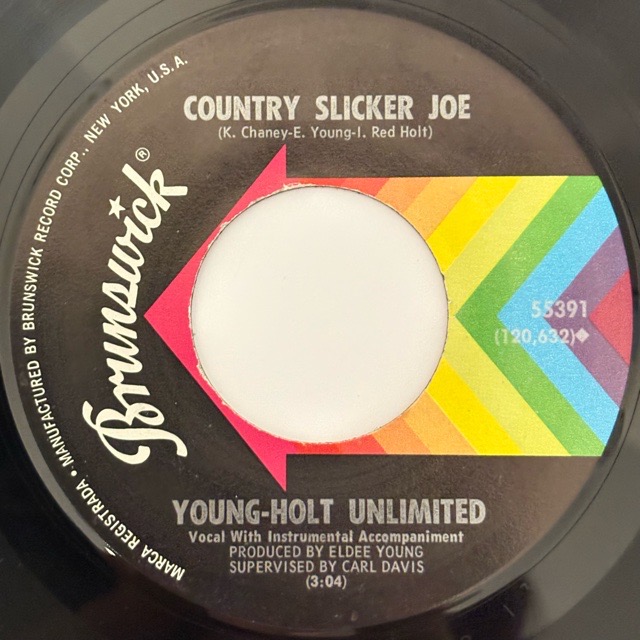 COUNTRY SLICKER JOE
(K. Chaney-E. Young-I. Red Holt)
Brunswick®
MARCA REGISTRADA • MANUFACTURED BY BRUNSWICK RECORD CORP., NEW YORK, U.S.A.
55391
(120,632)◆
YOUNG-HOLT UNLIMITED
Vocal With Instrumental Accompaniment
PRODUCED BY ELDEE YOUNG
SUPERVISED BY CARL DAVIS
(3:04)